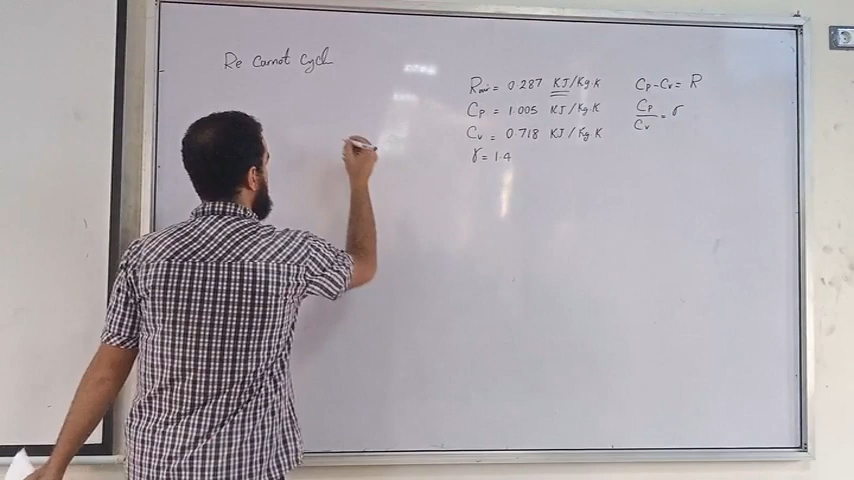 Re Carnot Cycle
Rair = 0.287 KJ/Kg.K
Cp = 1.005 KJ/Kg.K
Cv = 0.718 KJ/Kg.K
γ = 1.4
Cp - Cv = R
Cp/Cv = γ